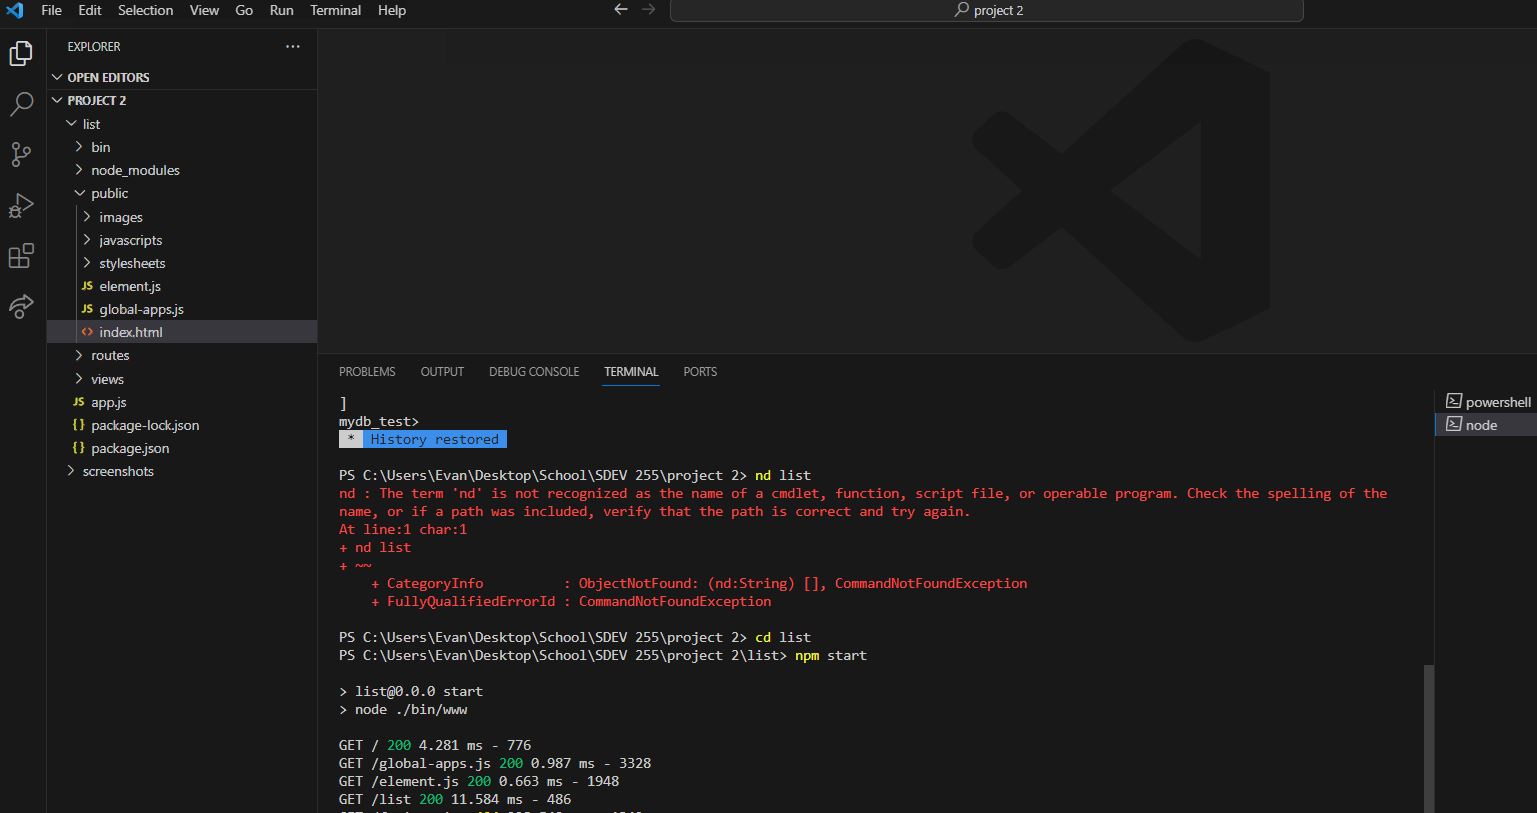 File Edit Selection View Go Run Terminal Help
project 2
EXPLORER
OPEN EDITORS
PROJECT 2
list
bin
node_modules
public
images
javascripts
stylesheets
JS element.js
JS global-apps.js
<> index.html
routes
views
JS app.js
{} package-lock.json
{} package.json
screenshots
PROBLEMS OUTPUT DEBUG CONSOLE TERMINAL PORTS
]
mydb_test>
* History restored
PS C:\Users\Evan\Desktop\School\SDEV 255\project 2> nd list
nd : The term 'nd' is not recognized as the name of a cmdlet, function, script file, or operable program. Check the spelling of the
name, or if a path was included, verify that the path is correct and try again.
At line:1 char:1
+ nd list
+ ~~
+ CategoryInfo : ObjectNotFound: (nd:String) [], CommandNotFoundException
+ FullyQualifiedErrorId : CommandNotFoundException
PS C:\Users\Evan\Desktop\School\SDEV 255\project 2> cd list
PS C:\Users\Evan\Desktop\School\SDEV 255\project 2\list> npm start
> list@0.0.0 start
> node ./bin/www
GET / 200 4.281 ms - 776
GET /global-apps.js 200 0.987 ms - 3328
GET /element.js 200 0.663 ms - 1948
GET /list 200 11.584 ms - 486
powershell
node